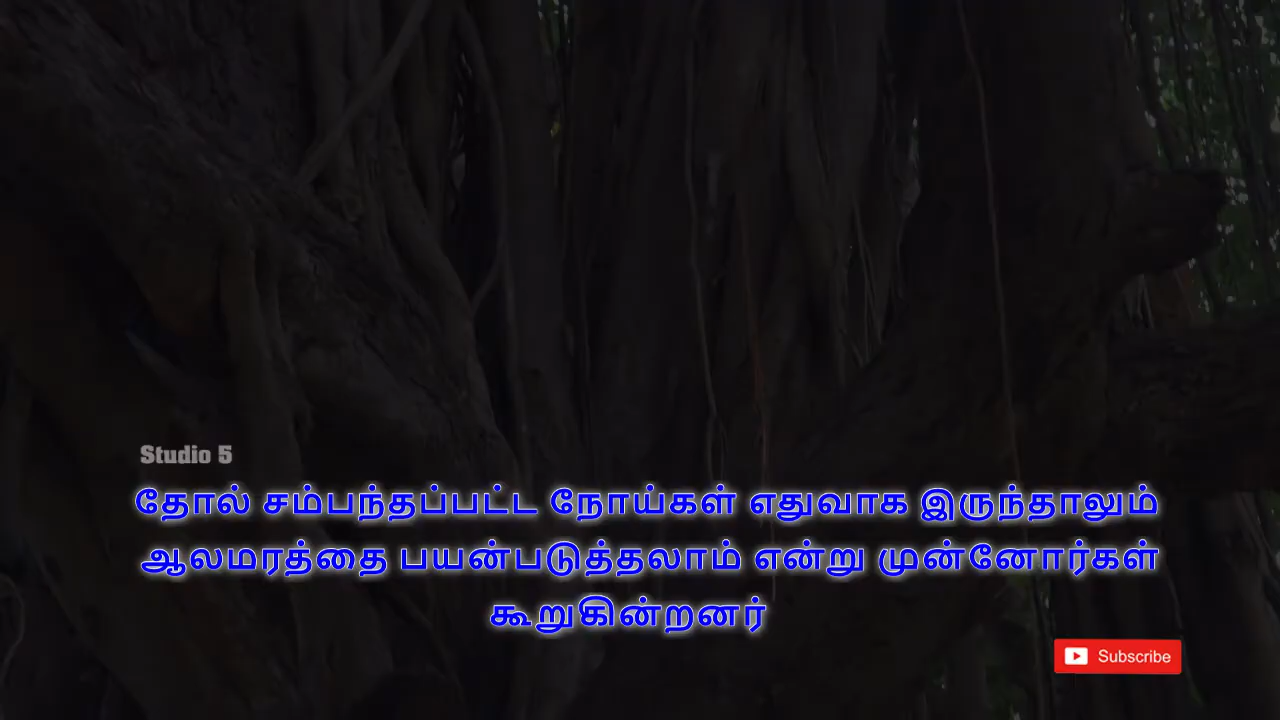 Studio 5
தோல் சம்பந்தப்பட்ட நோய்கள் எதுவாக இருந்தாலும்
ஆலமரத்தை பயன்படுத்தலாம் என்று முன்னோர்கள்
கூறுகின்றனர்
Subscribe